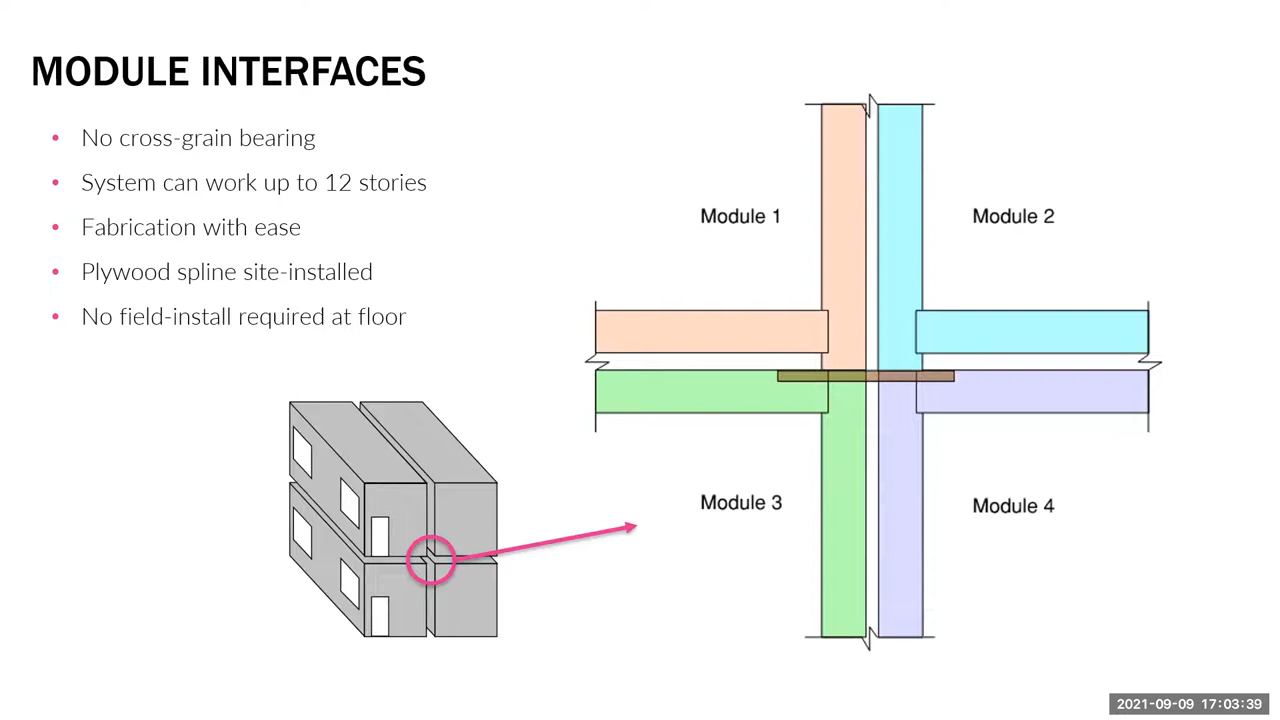 MODULE INTERFACES
• No cross-grain bearing
• System can work up to 12 stories
• Fabrication with ease
• Plywood spline site-installed
• No field-install required at floor
Module 1
Module 2
Module 3
Module 4
2021-09-09 17:03:39